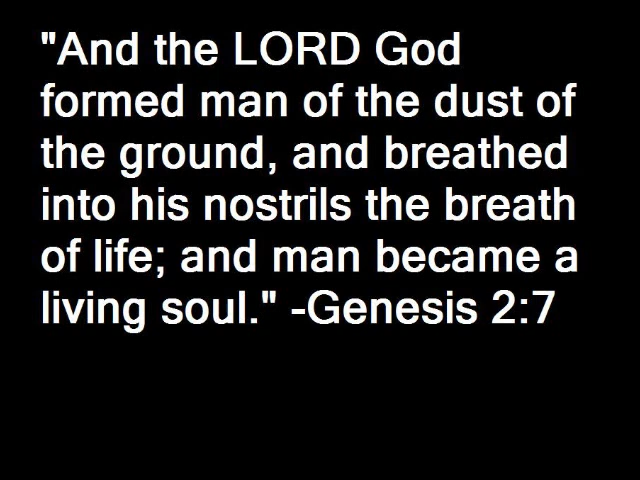 "And the LORD God
formed man of the dust of
the ground, and breathed
into his nostrils the breath
of life; and man became a
living soul." -Genesis 2:7